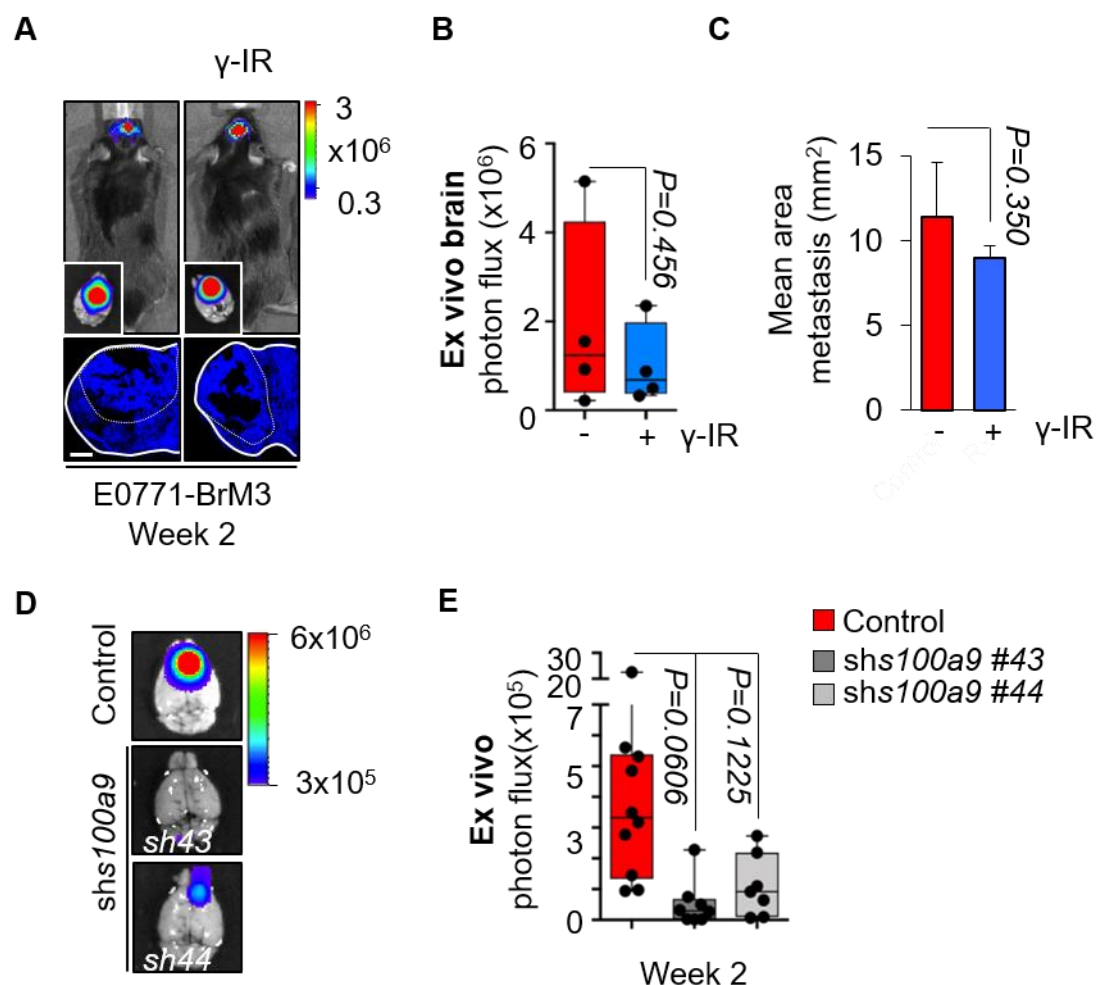 A
γ-IR
3
x10⁶
0.3
E0771-BrM3
Week 2
B
Ex vivo brain
photon flux (x10⁶)
6
4
2
0
P=0.456
- + γ-IR
C
Mean area
metastasis (mm²)
15
10
5
0
P=0.350
- + γ-IR
Control
D
Control
shs100a9
sh43
sh44
6x10⁶
3x10⁵
E
Ex vivo
photon flux(x10⁵)
30
20
7
5
3
0
P=0.0606
P=0.1225
Week 2
Control
shs100a9 #43
shs100a9 #44